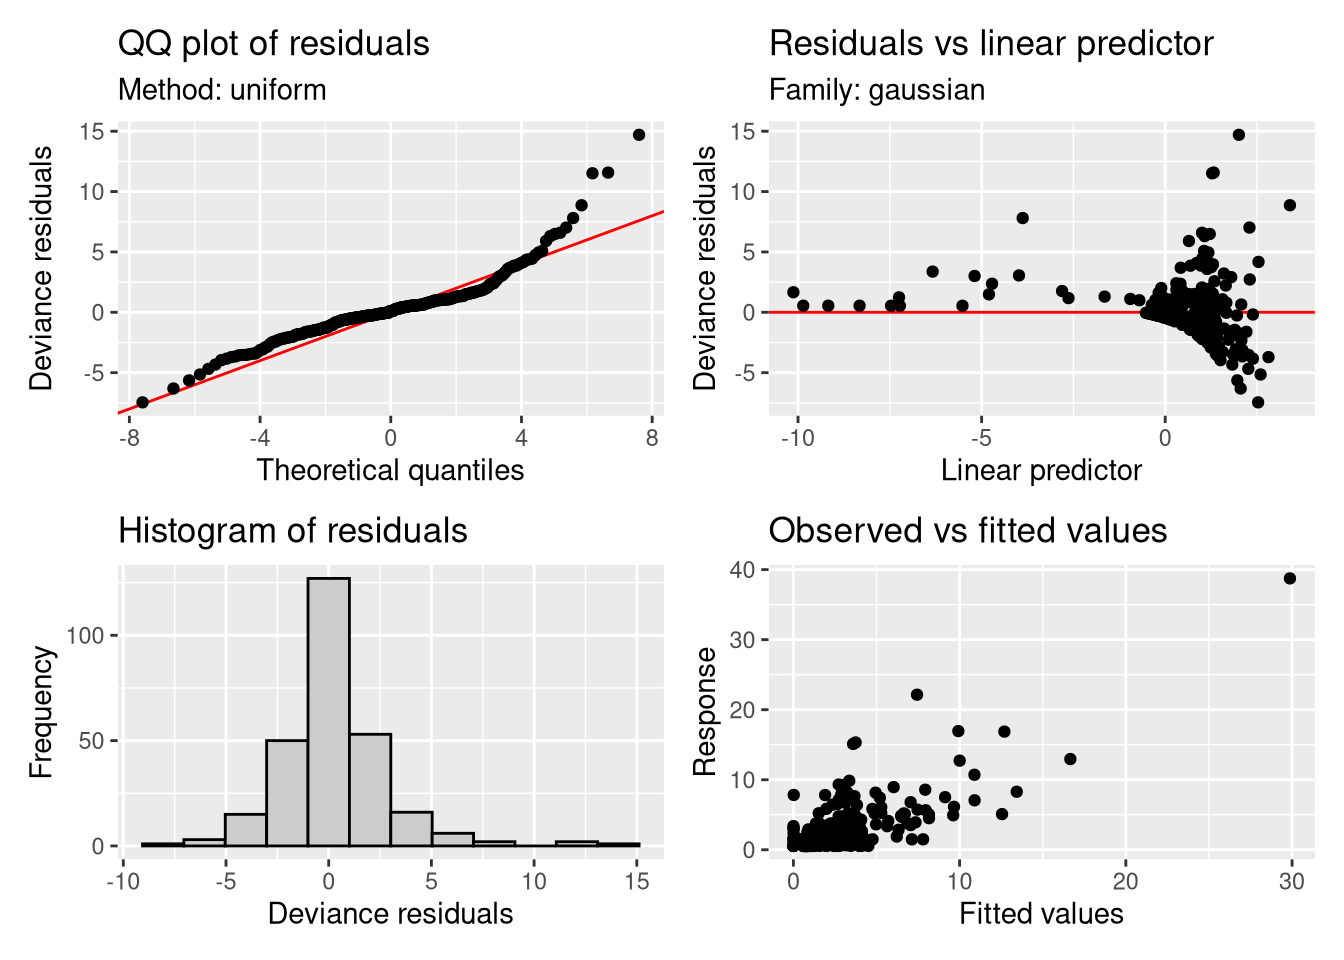 QQ plot of residuals
Method: uniform
Deviance residuals
15
10
5
0
-5
-8
-4
0
4
8
Theoretical quantiles
Residuals vs linear predictor
Family: gaussian
Deviance residuals
15
10
5
0
-5
-10
-5
0
Linear predictor
Histogram of residuals
Frequency
100
50
0
-10
-5
0
5
10
15
Deviance residuals
Observed vs fitted values
Response
40
30
20
10
0
0
10
20
30
Fitted values